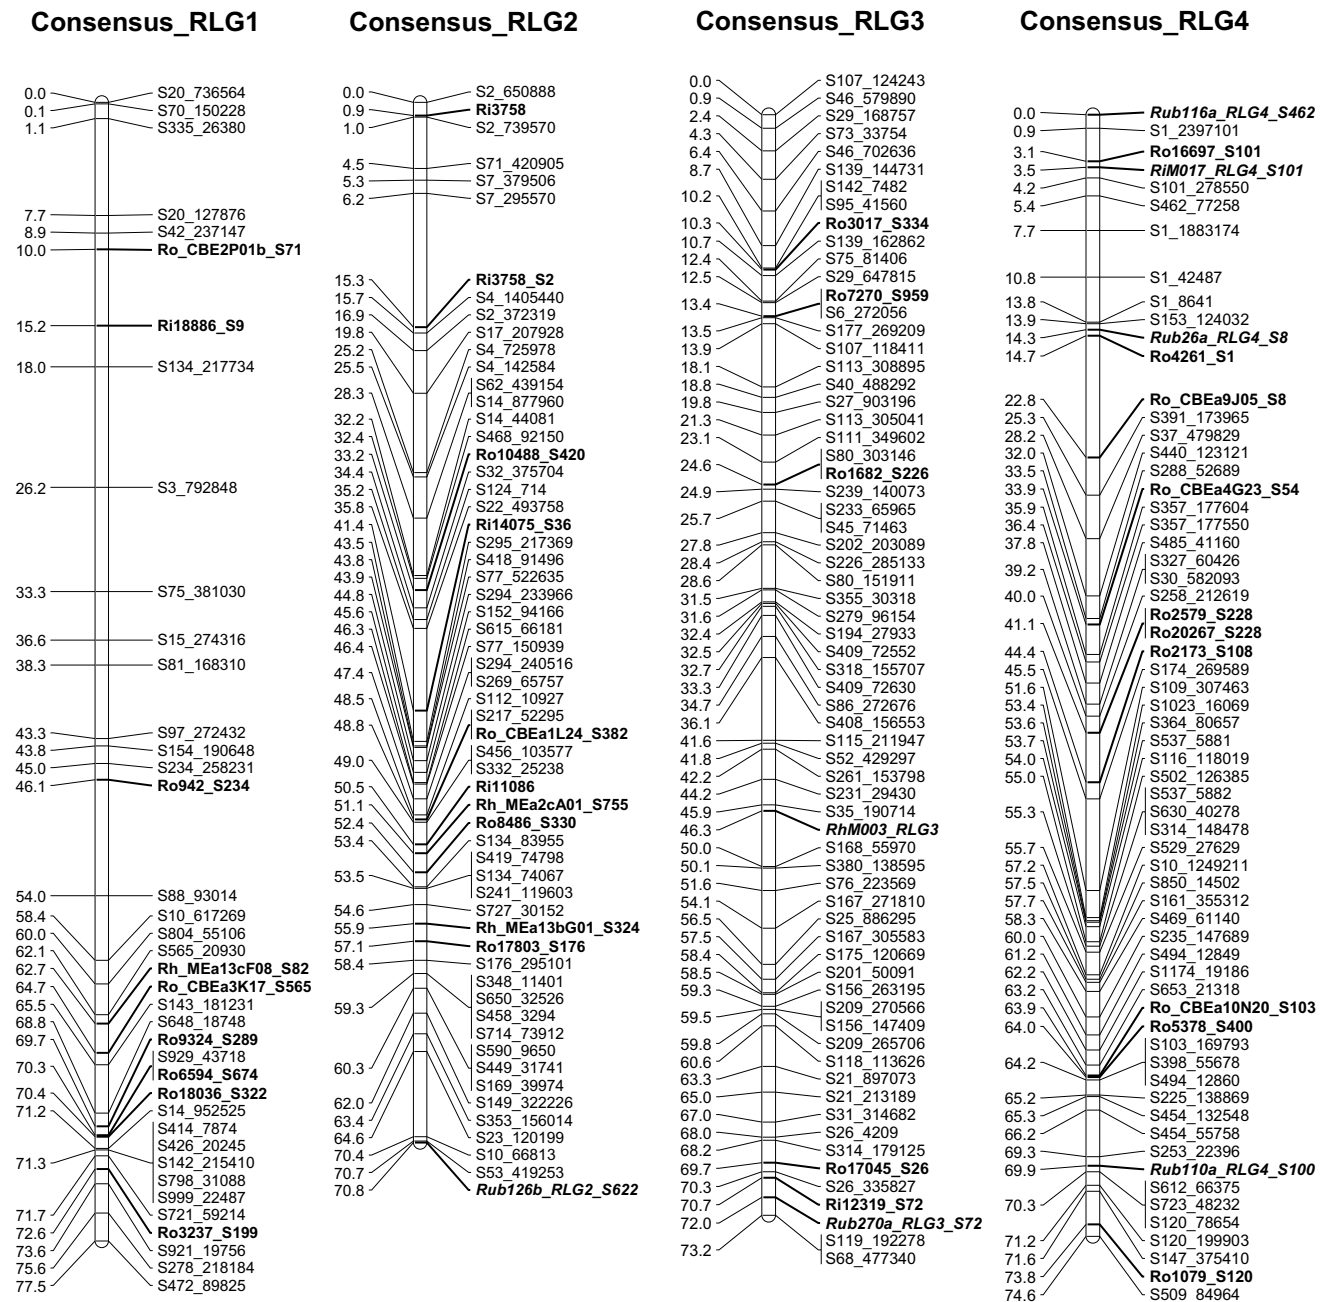 Consensus_RLG1
0.0 S20_736564
0.1 S70_150228
1.1 S335_26380
7.7 S20_127876
8.9 S42_237147
10.0 Ro_CBE2P01b_S71
15.2 Ri18886_S9
18.0 S134_217734
26.2 S3_792848
33.3 S75_381030
36.6 S15_274316
38.3 S81_168310
43.3 S97_272432
43.8 S154_190648
45.0 S234_258231
46.1 Ro942_S234
54.0 S88_93014
58.4 S10_617269
60.0 S804_55106
62.1 S565_20930
62.7 Rh_MEa13cF08_S82
64.7 Ro_CBEa3K17_S565
65.5 S143_181231
68.8 S648_18748
69.7 Ro9324_S289
70.3 S929_43718
Ro6594_S674
70.4 Ro18036_S322
71.2 S14_952525
71.3 S414_7874
S426_20245
S142_215410
S798_31088
S999_22487
71.7 S721_59214
72.6 Ro3237_S199
73.6 S921_19756
75.6 S278_218184
77.5 S472_89825
Consensus_RLG2
0.0 S2_650888
0.9 Ri3758
1.0 S2_739570
4.5 S71_420905
5.3 S7_379506
6.2 S7_295570
15.3 Ri3758_S2
15.7 S4_1405440
16.9 S2_372319
19.8 S17_207928
25.2 S4_725978
25.5 S4_142584
28.3 S62_439154
S14_877960
32.2 S14_44081
32.4 S468_92150
33.2 Ro10488_S420
34.4 S32_375704
35.2 S124_714
35.8 S22_493758
41.4 Ri14075_S36
43.5 S295_217369
43.8 S418_91496
43.9 S77_522635
44.8 S294_233966
45.6 S152_94166
46.3 S615_66181
46.4 S77_150939
47.4 S294_240516
S269_65757
48.5 S112_10927
48.8 S217_52295
Ro_CBEa1L24_S382
49.0 S456_103577
S332_25238
50.5 Ri11086
51.1 Rh_MEa2cA01_S755
52.4 Ro8486_S330
53.4 S134_83955
53.5 S419_74798
S134_74067
S241_119603
54.6 S727_30152
55.9 Rh_MEa13bG01_S324
57.1 Ro17803_S176
58.4 S176_295101
59.3 S348_11401
S650_32526
S458_3294
S714_73912
60.3 S590_9650
S449_31741
S169_39974
62.0 S149_322226
63.4 S353_156014
64.6 S23_120199
70.4 S10_66813
70.7 S53_419253
70.8 Rub126b_RLG2_S622
Consensus_RLG3
0.0 S107_124243
0.9 S46_579890
2.4 S29_168757
4.3 S73_33754
6.4 S46_702636
8.7 S139_144731
10.2 S142_7482
S95_41560
10.3 Ro3017_S334
10.7 S139_162862
12.4 S75_81406
12.5 S29_647815
13.4 Ro7270_S959
S6_272056
13.5 S177_269209
13.9 S107_118411
18.1 S113_308895
18.8 S40_488292
19.8 S27_903196
21.3 S113_305041
23.1 S111_349602
24.6 S80_303146
Ro1682_S226
24.9 S239_140073
25.7 S233_65965
S45_71463
27.8 S202_203089
28.4 S226_285133
28.6 S80_151911
31.5 S355_30318
31.6 S279_96154
32.4 S194_27933
32.5 S409_72552
32.7 S318_155707
33.3 S409_72630
34.7 S86_272676
36.1 S408_156553
41.6 S115_211947
41.8 S52_429297
42.2 S261_153798
44.2 S231_29430
45.9 S35_190714
46.3 RhM003_RLG3
50.0 S168_55970
50.1 S380_138595
51.6 S76_223569
54.1 S167_271810
56.5 S25_886295
57.5 S167_305583
58.4 S175_120669
58.5 S201_50091
59.3 S156_263195
59.5 S209_270566
S156_147409
59.8 S209_265706
60.6 S118_113626
63.3 S21_897073
65.0 S21_213189
67.0 S31_314682
68.0 S26_4209
68.2 S314_179125
69.7 Ro17045_S26
70.3 S26_335827
70.7 Ri12319_S72
72.0 Rub270a_RLG3_S72
73.2 S119_192278
S68_477340
Consensus_RLG4
0.0 Rub116a_RLG4_S462
0.9 S1_2397101
3.1 Ro16697_S101
3.5 RiM017_RLG4_S101
4.2 S101_278550
5.4 S462_77258
7.7 S1_1883174
10.8 S1_42487
13.8 S1_8641
13.9 S153_124032
14.3 Rub26a_RLG4_S8
14.7 Ro4261_S1
22.8 Ro_CBEa9J05_S8
25.3 S391_173965
28.2 S37_479829
32.0 S440_123121
33.5 S288_52689
33.9 Ro_CBEa4G23_S54
35.9 S357_177604
36.4 S357_177550
37.8 S485_41160
39.2 S327_60426
S30_582093
40.0 S258_212619
41.1 Ro2579_S228
Ro20267_S228
44.4 Ro2173_S108
45.5 S174_269589
51.6 S109_307463
53.4 S1023_16069
53.6 S364_80657
53.7 S537_5881
54.0 S116_118019
55.0 S502_126385
55.3 S537_5882
S630_40278
S314_148478
55.7 S529_27629
57.2 S10_1249211
57.5 S850_14502
57.7 S161_355312
58.3 S469_61140
60.0 S235_147689
61.2 S494_12849
62.2 S1174_19186
63.2 S653_21318
63.9 Ro_CBEa10N20_S103
64.0 Ro5378_S400
64.2 S103_169793
S398_55678
S494_12860
65.2 S225_138869
65.3 S454_132548
66.2 S454_55758
69.3 S253_22396
69.9 Rub110a_RLG4_S100
70.3 S612_66375
S723_48232
S120_78654
71.2 S120_199903
71.6 S147_375410
73.8 Ro1079_S120
74.6 S509_84964